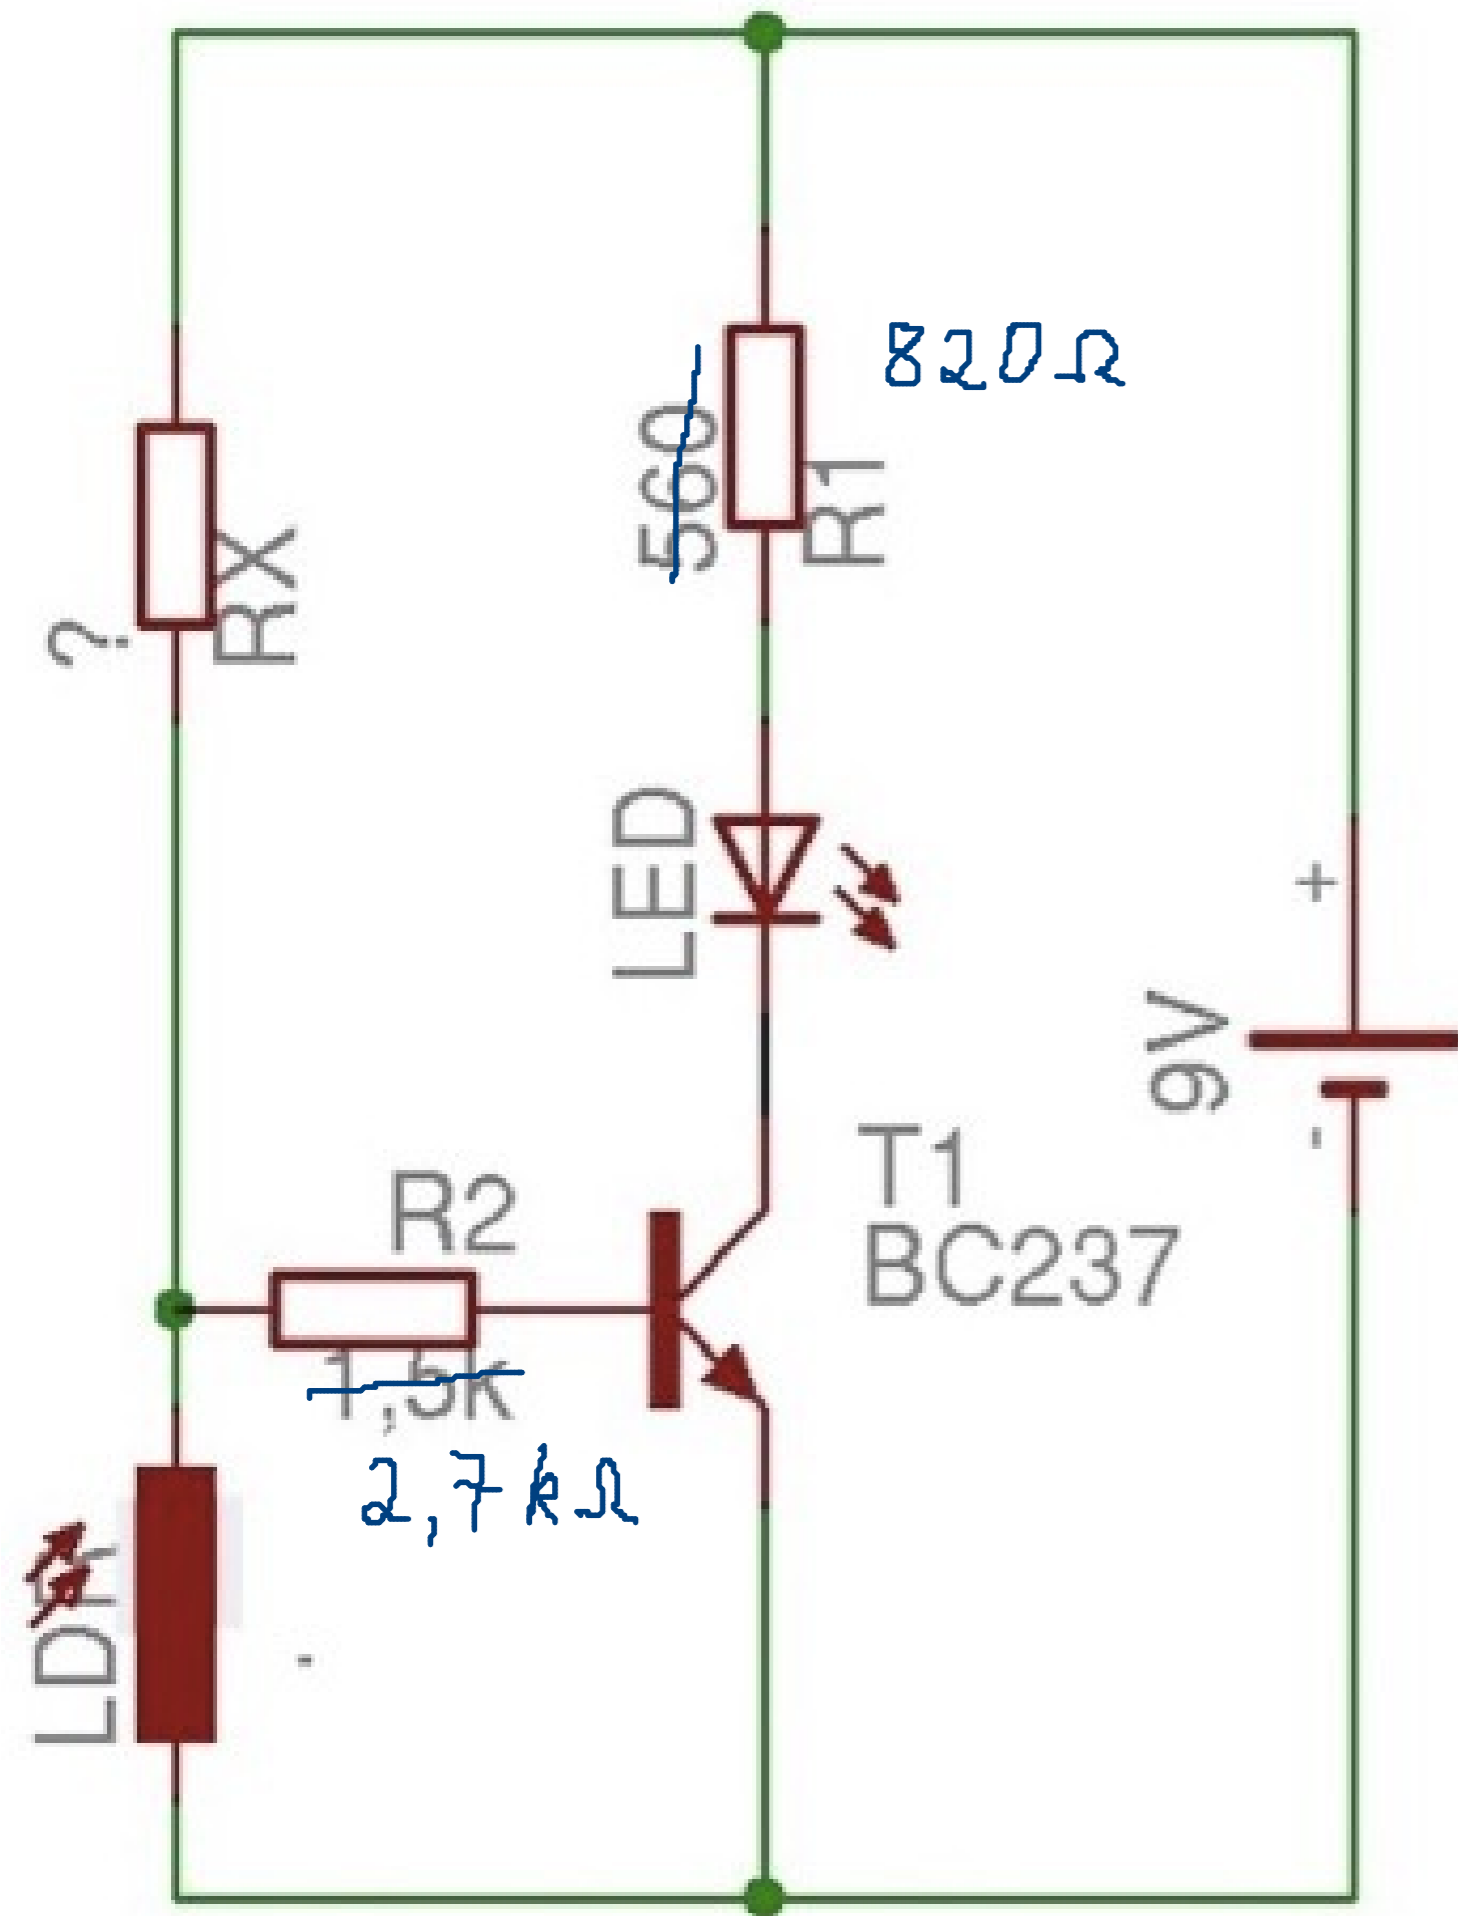 820Ω
560
R1
?
RX
LED
+
9V
-
T1
BC237
R2
1,5k
2,7kΩ
LDR